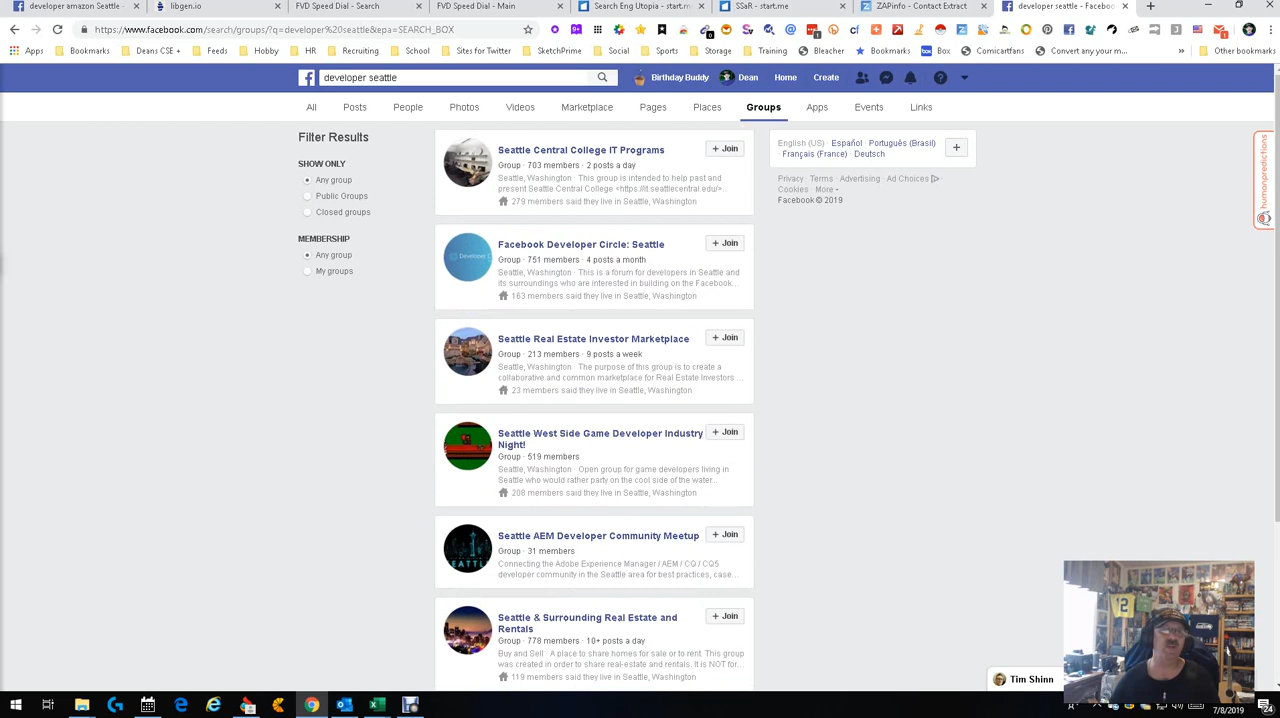 developer amazon Seattle -
libgen.io
FVD Speed Dial - Search
FVD Speed Dial - Main
Search Eng Utopia - start.me
SSaR - start.me
ZAPinfo - Contact Extract
developer seattle - Facebook
https://www.facebook.com/search/groups/?q=developer%20seattle&epa=SEARCH_BOX
Apps Bookmarks Deans CSE + Feeds Hobby HR Recruiting School Sites for Twitter SketchPrime Social Sports Storage Training Bleacher Bookmarks Box Comicartfans Convert any your m... » Other bookmarks
developer seattle
Birthday Buddy Dean Home Create
All Posts People Photos Videos Marketplace Pages Places Groups Apps Events Links
Filter Results
SHOW ONLY
Any group
Public Groups
Closed groups
MEMBERSHIP
Any group
My groups
Seattle Central College IT Programs
+ Join
Group · 703 members · 2 posts a day
Seattle, Washington · This group is intended to help past and
present Seattle Central College <https://it.seattlecentral.edu/>...
279 members said they live in Seattle, Washington
Facebook Developer Circle: Seattle
+ Join
Group · 751 members · 4 posts a month
Seattle, Washington · This is a forum for developers in Seattle and
its surroundings who are interested in building on the Facebook...
163 members said they live in Seattle, Washington
Seattle Real Estate Investor Marketplace
+ Join
Group · 213 members · 9 posts a week
Seattle, Washington · The purpose of this group is to create a
collaborative and common marketplace for Real Estate Investors ...
23 members said they live in Seattle, Washington
Seattle West Side Game Developer Industry
Night!
+ Join
Group · 519 members
Seattle, Washington · Open group for game developers living in
Seattle who would rather party on the cool side of the water...
208 members said they live in Seattle, Washington
Seattle AEM Developer Community Meetup
+ Join
Group · 31 members
Connecting the Adobe Experience Manager / AEM / CQ / CQ5
developer community in the Seattle area for best practices, case...
Seattle & Surrounding Real Estate and
Rentals
+ Join
Group · 778 members · 10+ posts a day
Buy and Sell · A place to share homes for sale or to rent. This group
was created in order to share real-estate and rentals. It is NOT for...
119 members said they live in Seattle, Washington
English (US) · Español · Português (Brasil)
· Français (France) · Deutsch
+
Privacy · Terms · Advertising · Ad Choices ·
Cookies · More
Facebook © 2019
humanpredictions
12
Tim Shinn
7/8/2019